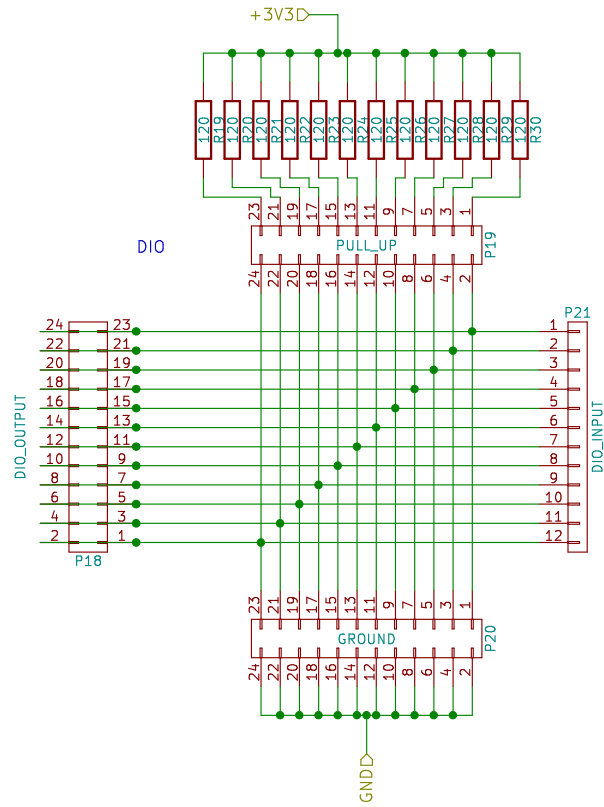 +3V3
120 120 120 120 120 120 120 120 120 120 120 120
R19 R20 R21 R22 R23 R24 R25 R26 R27 R28 R29 R30
23 21 19 17 15 13 11 9 7 5 3 1
DIO
PULL_UP
P19
24 22 20 18 16 14 12 10 8 6 4 2
P21
24 23 1
22 21 2
20 19 3
18 17 4
16 15 5
14 13 6
12 11 7
10 9 8
8 7 9
6 5 10
4 3 11
2 1 12
DIO_OUTPUT
DIO_INPUT
P18
23 21 19 17 15 13 11 9 7 5 3 1
GROUND
P20
24 22 20 18 16 14 12 10 8 6 4 2
GND